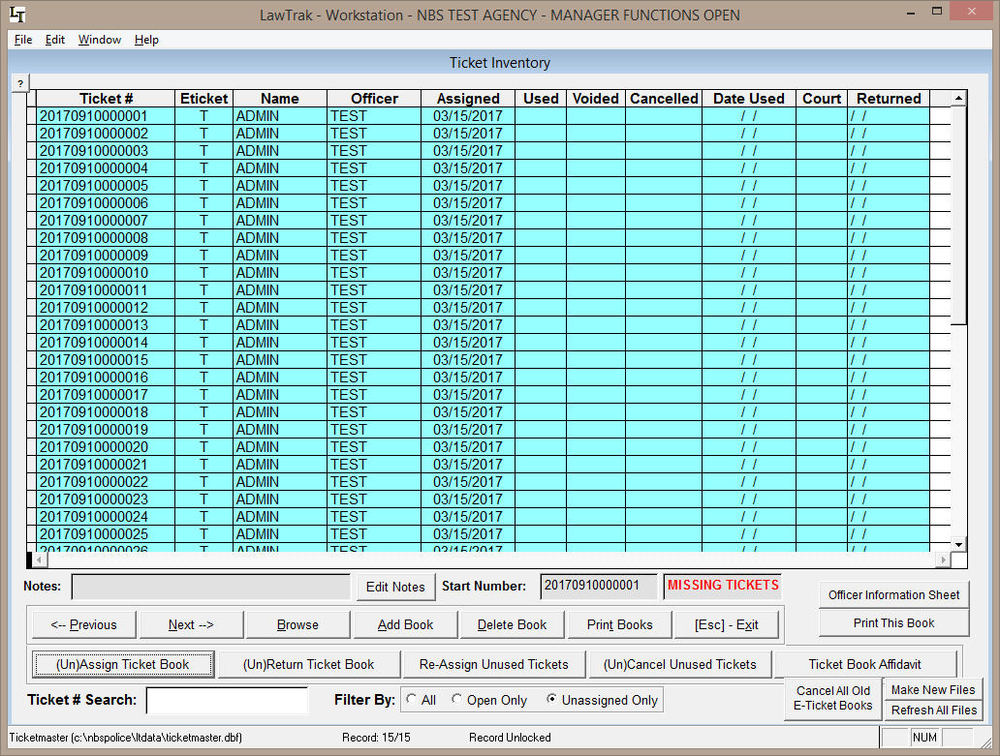 LT LawTrak - Workstation - NBS TEST AGENCY - MANAGER FUNCTIONS OPEN
File Edit Window Help
Ticket Inventory
?
Ticket # Eticket Name Officer Assigned Used Voided Cancelled Date Used Court Returned
20170910000001 T ADMIN TEST 03/15/2017 / / / /
20170910000002 T ADMIN TEST 03/15/2017 / / / /
20170910000003 T ADMIN TEST 03/15/2017 / / / /
20170910000004 T ADMIN TEST 03/15/2017 / / / /
20170910000005 T ADMIN TEST 03/15/2017 / / / /
20170910000006 T ADMIN TEST 03/15/2017 / / / /
20170910000007 T ADMIN TEST 03/15/2017 / / / /
20170910000008 T ADMIN TEST 03/15/2017 / / / /
20170910000009 T ADMIN TEST 03/15/2017 / / / /
20170910000010 T ADMIN TEST 03/15/2017 / / / /
20170910000011 T ADMIN TEST 03/15/2017 / / / /
20170910000012 T ADMIN TEST 03/15/2017 / / / /
20170910000013 T ADMIN TEST 03/15/2017 / / / /
20170910000014 T ADMIN TEST 03/15/2017 / / / /
20170910000015 T ADMIN TEST 03/15/2017 / / / /
20170910000016 T ADMIN TEST 03/15/2017 / / / /
20170910000017 T ADMIN TEST 03/15/2017 / / / /
20170910000018 T ADMIN TEST 03/15/2017 / / / /
20170910000019 T ADMIN TEST 03/15/2017 / / / /
20170910000020 T ADMIN TEST 03/15/2017 / / / /
20170910000021 T ADMIN TEST 03/15/2017 / / / /
20170910000022 T ADMIN TEST 03/15/2017 / / / /
20170910000023 T ADMIN TEST 03/15/2017 / / / /
20170910000024 T ADMIN TEST 03/15/2017 / / / /
20170910000025 T ADMIN TEST 03/15/2017 / / / /
20170910000026 T ADMIN TEST 03/15/2017 / / / /
Notes: Edit Notes Start Number: 20170910000001 MISSING TICKETS Officer Information Sheet
<-- Previous Next --> Browse Add Book Delete Book Print Books [Esc] - Exit Print This Book
(Un)Assign Ticket Book (Un)Return Ticket Book Re-Assign Unused Tickets (Un)Cancel Unused Tickets Ticket Book Affidavit
Ticket # Search: Filter By: All Open Only Unassigned Only
Cancel All Old
E-Ticket Books
Make New Files
Refresh All Files
Ticketmaster (c:\nbspolice\ltdata\ticketmaster.dbf) Record: 15/15 Record Unlocked NUM